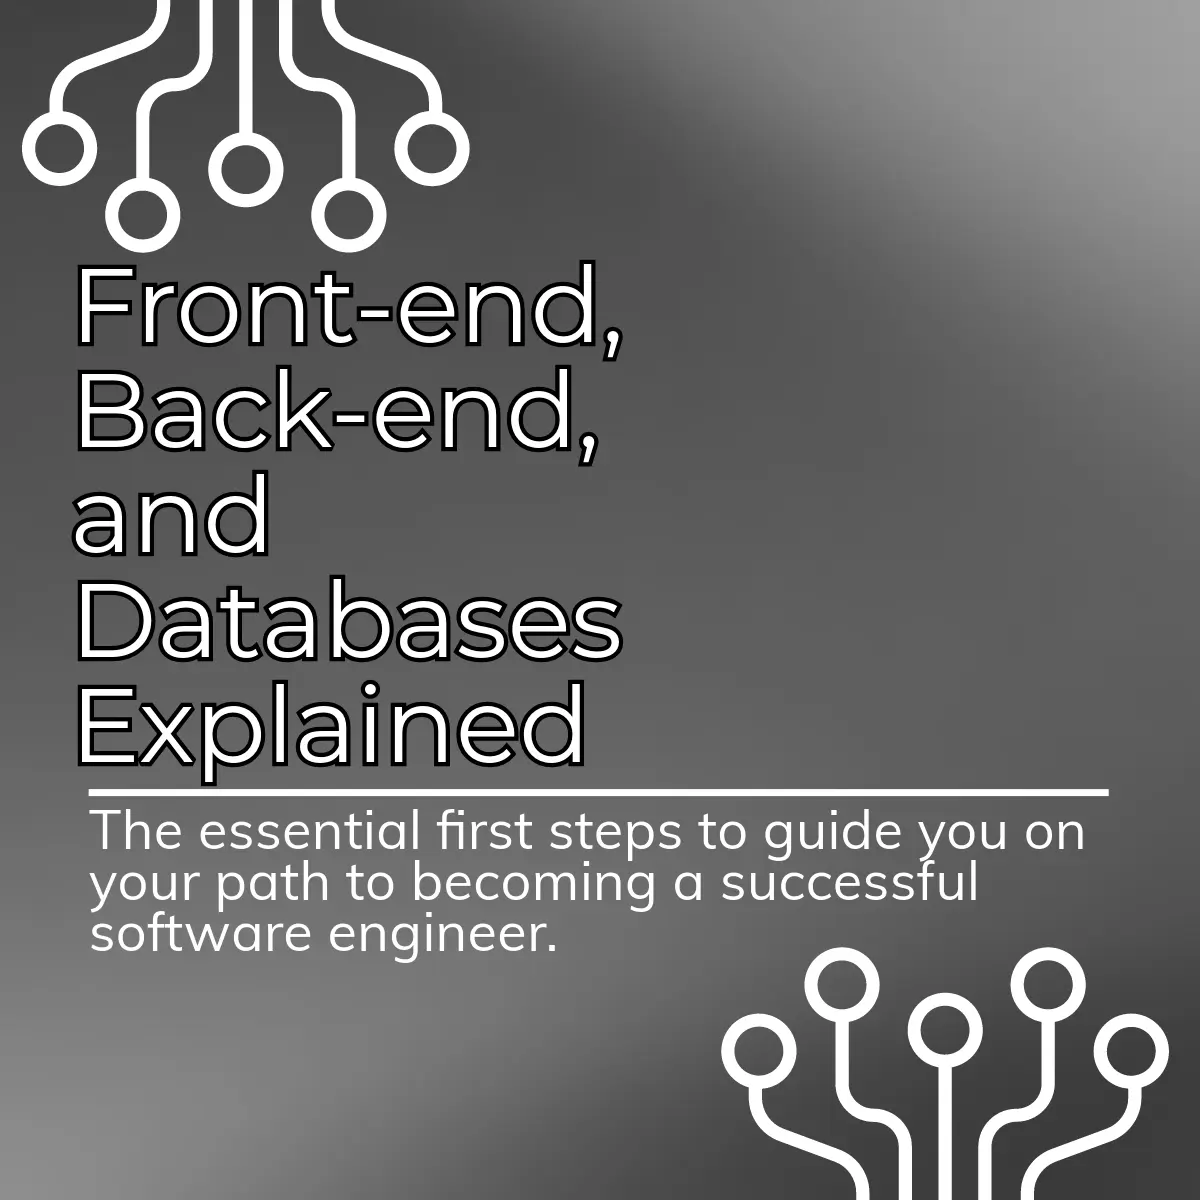 Front-end,
Back-end,
and
Databases
Explained
The essential first steps to guide you on
your path to becoming a successful
software engineer.